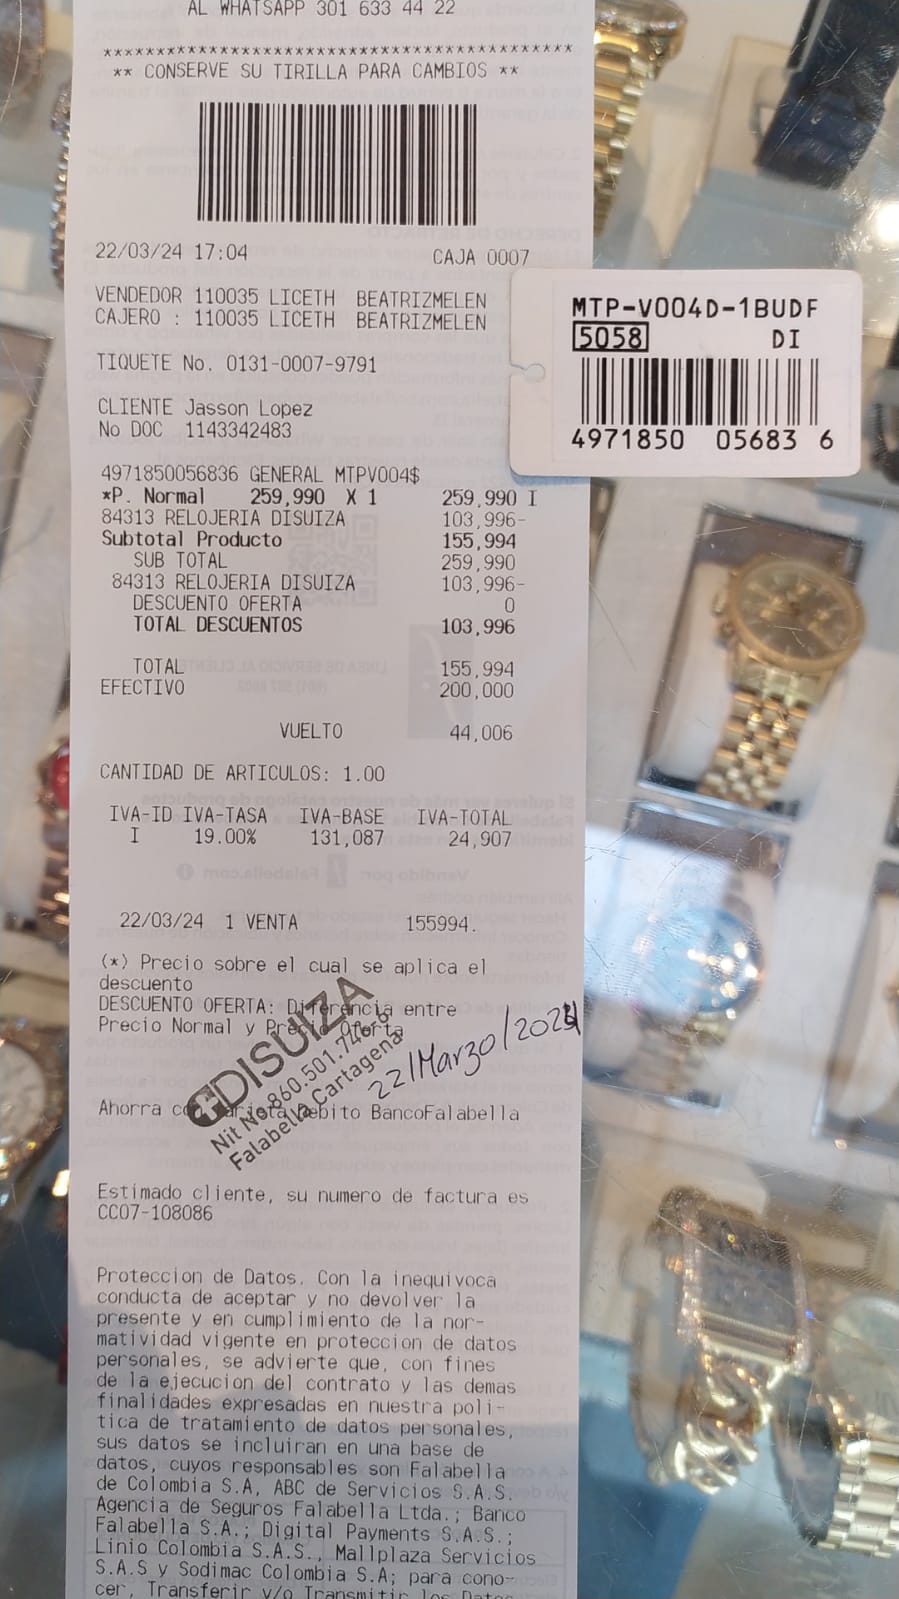 AL WHATSAPP 301 633 44 22
*********************************************
** CONSERVE SU TIRILLA PARA CAMBIOS **
22/03/24 17:04 CAJA 0007
VENDEDOR 110035 LICETH BEATRIZMELEN
CAJERO : 110035 LICETH BEATRIZMELEN
TIQUETE No. 0131-0007-9791
CLIENTE Jasson Lopez
No DOC 1143342483
4971850056836 GENERAL MTPV004$
*P. Normal 259,990 X 1 259,990 I
84313 RELOJERIA DISUIZA 103,996-
Subtotal Producto 155,994
SUB TOTAL 259,990
84313 RELOJERIA DISUIZA 103,996-
DESCUENTO OFERTA 0
TOTAL DESCUENTOS 103,996
TOTAL 155,994
EFECTIVO 200,000
VUELTO 44,006
CANTIDAD DE ARTICULOS: 1.00
IVA-ID IVA-TASA IVA-BASE IVA-TOTAL
I 19.00% 131,087 24,907
22/03/24 1 VENTA 155994.
(*) Precio sobre el cual se aplica el
descuento
DESCUENTO OFERTA: Diferencia entre
Precio Normal y Precio Oferta
DISUIZA
Nit No 860.501.746-6
Falabella Cartagena
22/Marzo/2024
Ahorra con Tarjeta Debito BancoFalabella
Estimado cliente, su numero de factura es
CC07-108086
Proteccion de Datos. Con la inequivoca
conducta de aceptar y no devolver la
presente y en cumplimiento de la nor-
matividad vigente en proteccion de datos
personales, se advierte que, con fines
de la ejecucion del contrato y las demas
finalidades expresadas en nuestra poli-
tica de tratamiento de datos personales,
sus datos se incluiran en una base de
datos, cuyos responsables son Falabella
de Colombia S.A, ABC de Servicios S.A.S.
Agencia de Seguros Falabella Ltda.; Banco
Falabella S.A.; Digital Payments S.A.S.;
Linio Colombia S.A.S., Mallplaza Servicios
S.A.S y Sodimac Colombia S.A; para cono-
cer, Transferir y/o Transmitir los Datos
MTP-V004D-1BUDF
5058 DI
4971850 05683 6